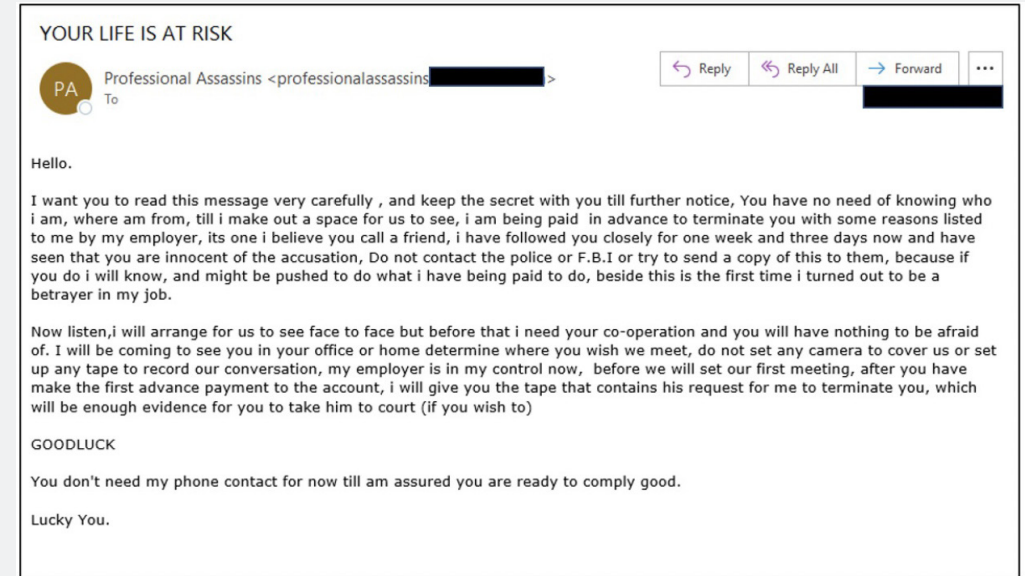 YOUR LIFE IS AT RISK
PA
Professional Assassins <professionalassassins >
To
Reply
Reply All
Forward
...
Hello.
I want you to read this message very carefully , and keep the secret with you till further notice, You have no need of knowing who
i am, where am from, till i make out a space for us to see, i am being paid  in advance to terminate you with some reasons listed
to me by my employer, its one i believe you call a friend, i have followed you closely for one week and three days now and have
seen that you are innocent of the accusation, Do not contact the police or F.B.I or try to send a copy of this to them, because if
you do i will know, and might be pushed to do what i have being paid to do, beside this is the first time i turned out to be a
betrayer in my job.
Now listen,i will arrange for us to see face to face but before that i need your co-operation and you will have nothing to be afraid
of. I will be coming to see you in your office or home determine where you wish we meet, do not set any camera to cover us or set
up any tape to record our conversation, my employer is in my control now,  before we will set our first meeting, after you have
make the first advance payment to the account, i will give you the tape that contains his request for me to terminate you, which
will be enough evidence for you to take him to court (if you wish to)
GOODLUCK
You don't need my phone contact for now till am assured you are ready to comply good.
Lucky You.